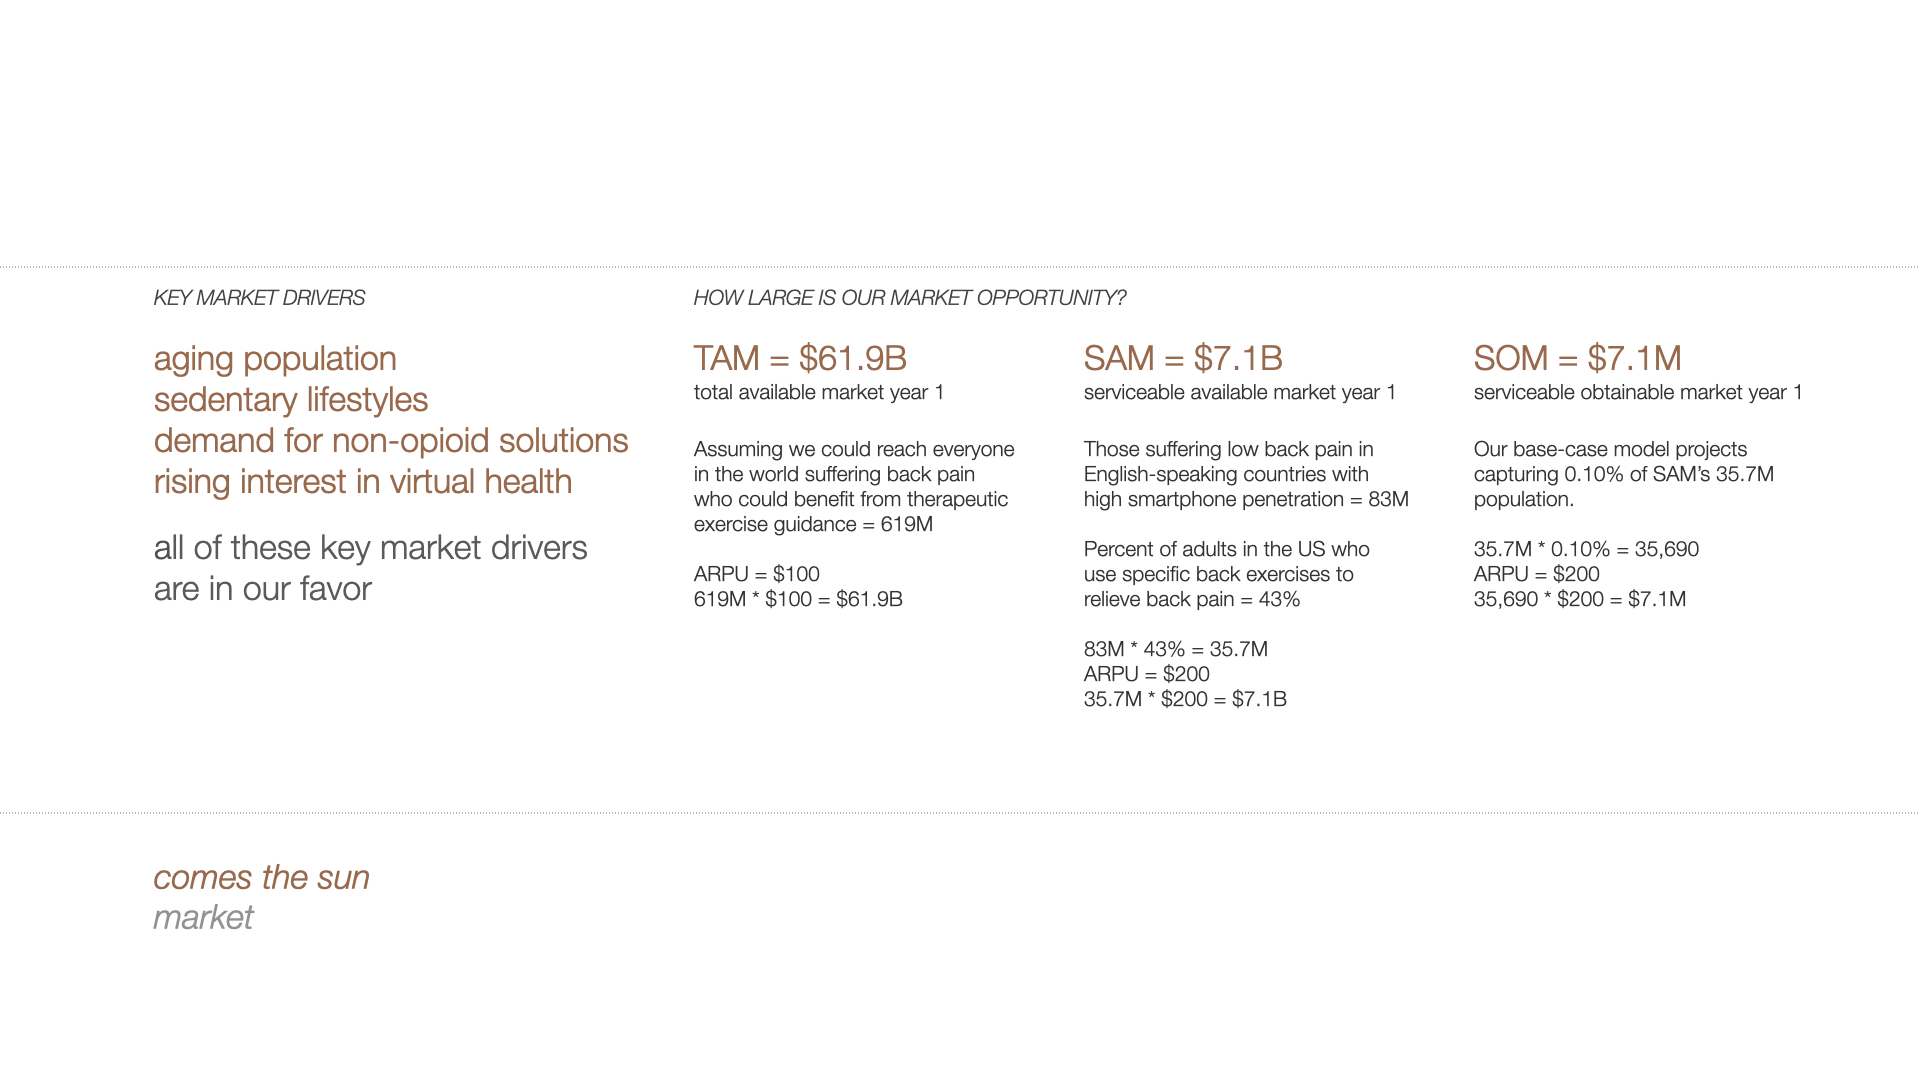 KEY MARKET DRIVERS
aging population
sedentary lifestyles
demand for non-opioid solutions
rising interest in virtual health
all of these key market drivers
are in our favor
HOW LARGE IS OUR MARKET OPPORTUNITY?
TAM = $61.9B
total available market year 1
Assuming we could reach everyone
in the world suffering back pain
who could benefit from therapeutic
exercise guidance = 619M
ARPU = $100
619M * $100 = $61.9B
SAM = $7.1B
serviceable available market year 1
Those suffering low back pain in
English-speaking countries with
high smartphone penetration = 83M
Percent of adults in the US who
use specific back exercises to
relieve back pain = 43%
83M * 43% = 35.7M
ARPU = $200
35.7M * $200 = $7.1B
SOM = $7.1M
serviceable obtainable market year 1
Our base-case model projects
capturing 0.10% of SAM’s 35.7M
population.
35.7M * 0.10% = 35,690
ARPU = $200
35,690 * $200 = $7.1M
comes the sun
market